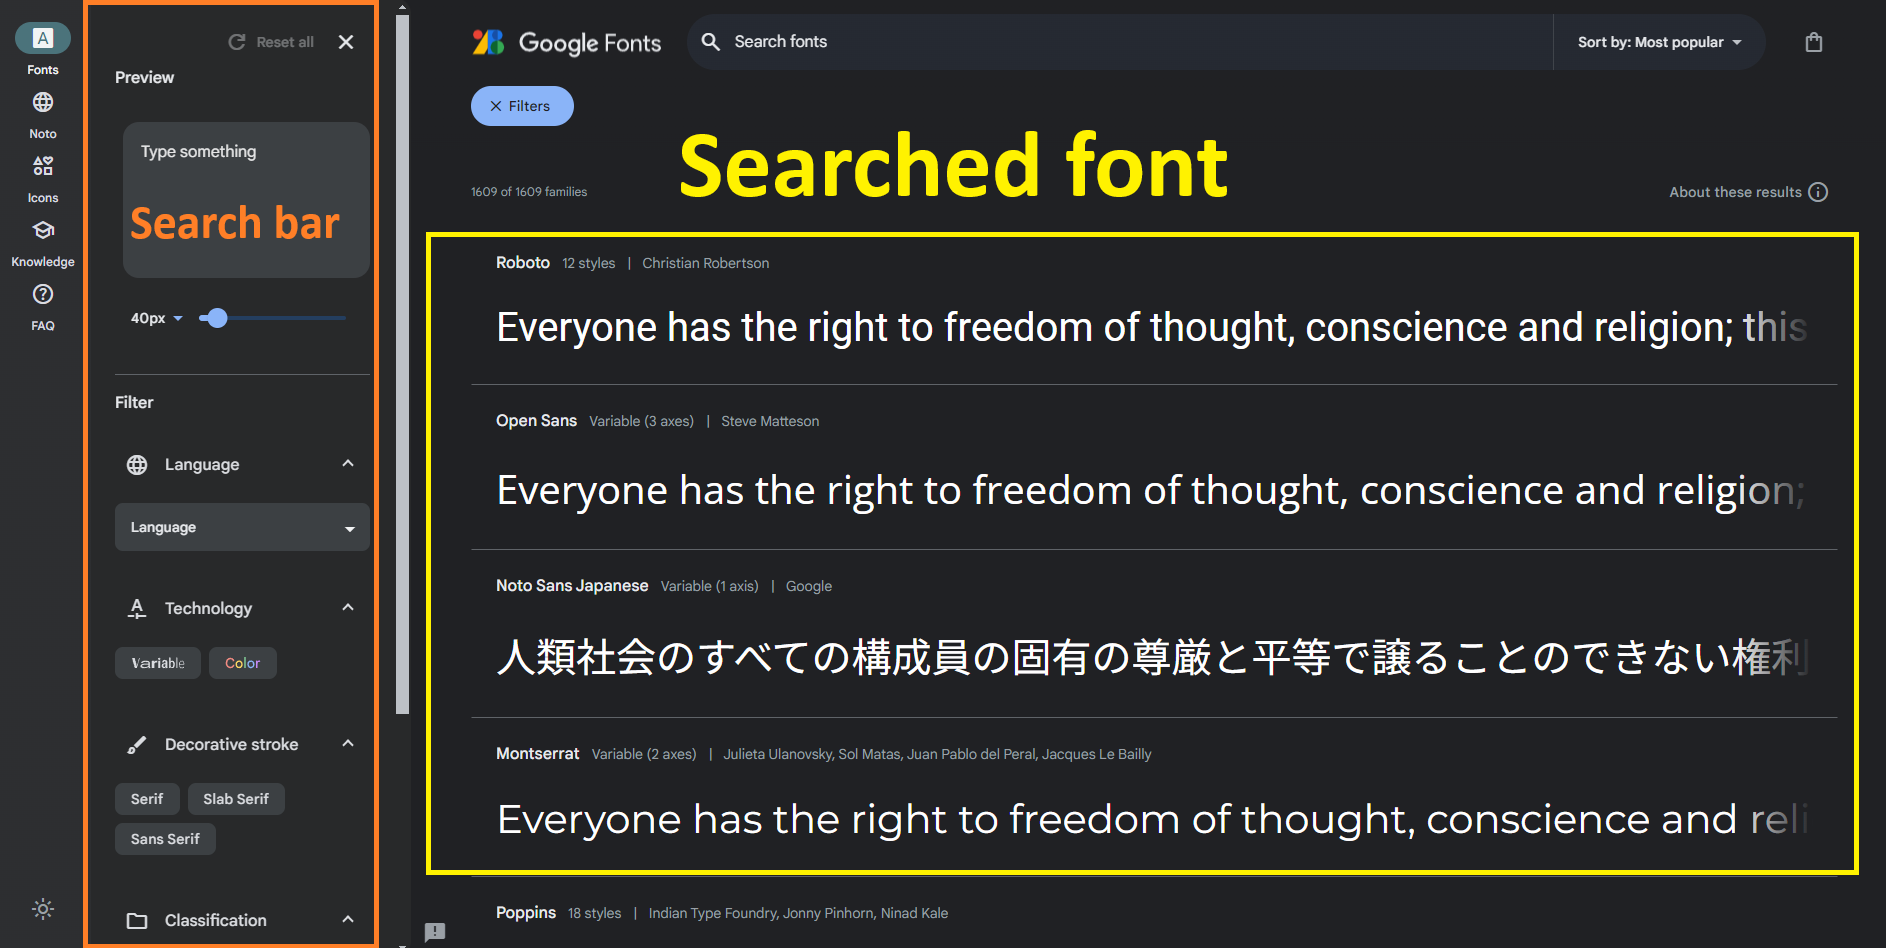 Fonts
Noto
Icons
Knowledge
FAQ
Reset all
Preview
Type something
Search bar
40px
Filter
Language
Language
Technology
Variable Color
Decorative stroke
Serif Slab Serif
Sans Serif
Classification
Google Fonts
Search fonts
Sort by: Most popular
Filters
Searched font
1609 of 1609 families
About these results
Roboto 12 styles | Christian Robertson
Everyone has the right to freedom of thought, conscience and religion; this
Open Sans Variable (3 axes) | Steve Matteson
Everyone has the right to freedom of thought, conscience and religion;
Noto Sans Japanese Variable (1 axis) | Google
人類社会のすべての構成員の固有の尊厳と平等で譲ることのできない権利
Montserrat Variable (2 axes) | Julieta Ulanovsky, Sol Matas, Juan Pablo del Peral, Jacques Le Bailly
Everyone has the right to freedom of thought, conscience and reli
Poppins 18 styles | Indian Type Foundry, Jonny Pinhorn, Ninad Kale